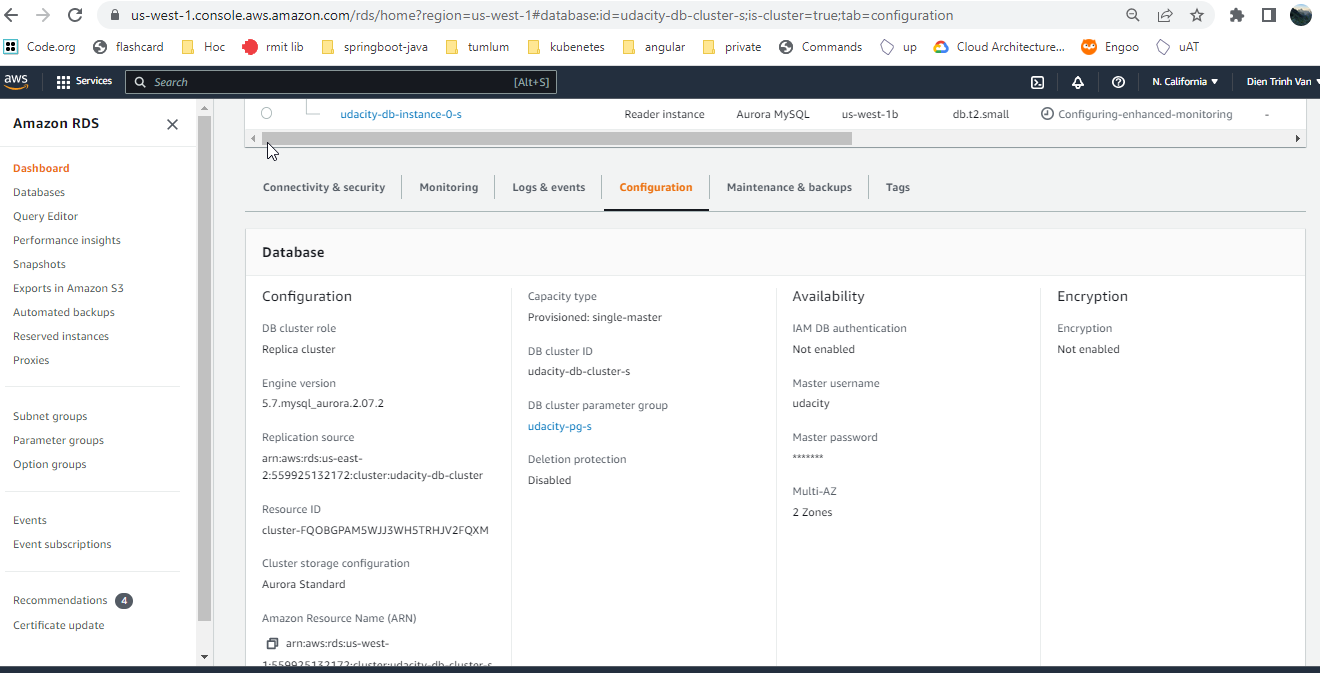 us-west-1.console.aws.amazon.com/rds/home?region=us-west-1#database:id=udacity-db-cluster-s;is-cluster=true;tab=configuration
Code.org flashcard Hoc rmit lib springboot-java tumlum kubenetes angular private Commands up Cloud Architecture... Engoo uAT
aws Services Search [Alt+S] N. California Dien Trinh Van
Amazon RDS
Dashboard
Databases
Query Editor
Performance insights
Snapshots
Exports in Amazon S3
Automated backups
Reserved instances
Proxies
Subnet groups
Parameter groups
Option groups
Events
Event subscriptions
Recommendations 4
Certificate update
udacity-db-instance-0-s Reader instance Aurora MySQL us-west-1b db.t2.small Configuring-enhanced-monitoring -
Connectivity & security Monitoring Logs & events Configuration Maintenance & backups Tags
Database
Configuration
DB cluster role
Replica cluster
Engine version
5.7.mysql_aurora.2.07.2
Replication source
arn:aws:rds:us-east-
2:559925132172:cluster:udacity-db-cluster
Resource ID
cluster-FQOBGPAM5WJJ3WH5TRHJV2FQXM
Cluster storage configuration
Aurora Standard
Amazon Resource Name (ARN)
arn:aws:rds:us-west-
1:559925132172:cluster:udacity-db-cluster-s
Capacity type
Provisioned: single-master
DB cluster ID
udacity-db-cluster-s
DB cluster parameter group
udacity-pg-s
Deletion protection
Disabled
Availability
IAM DB authentication
Not enabled
Master username
udacity
Master password
*******
Multi-AZ
2 Zones
Encryption
Encryption
Not enabled